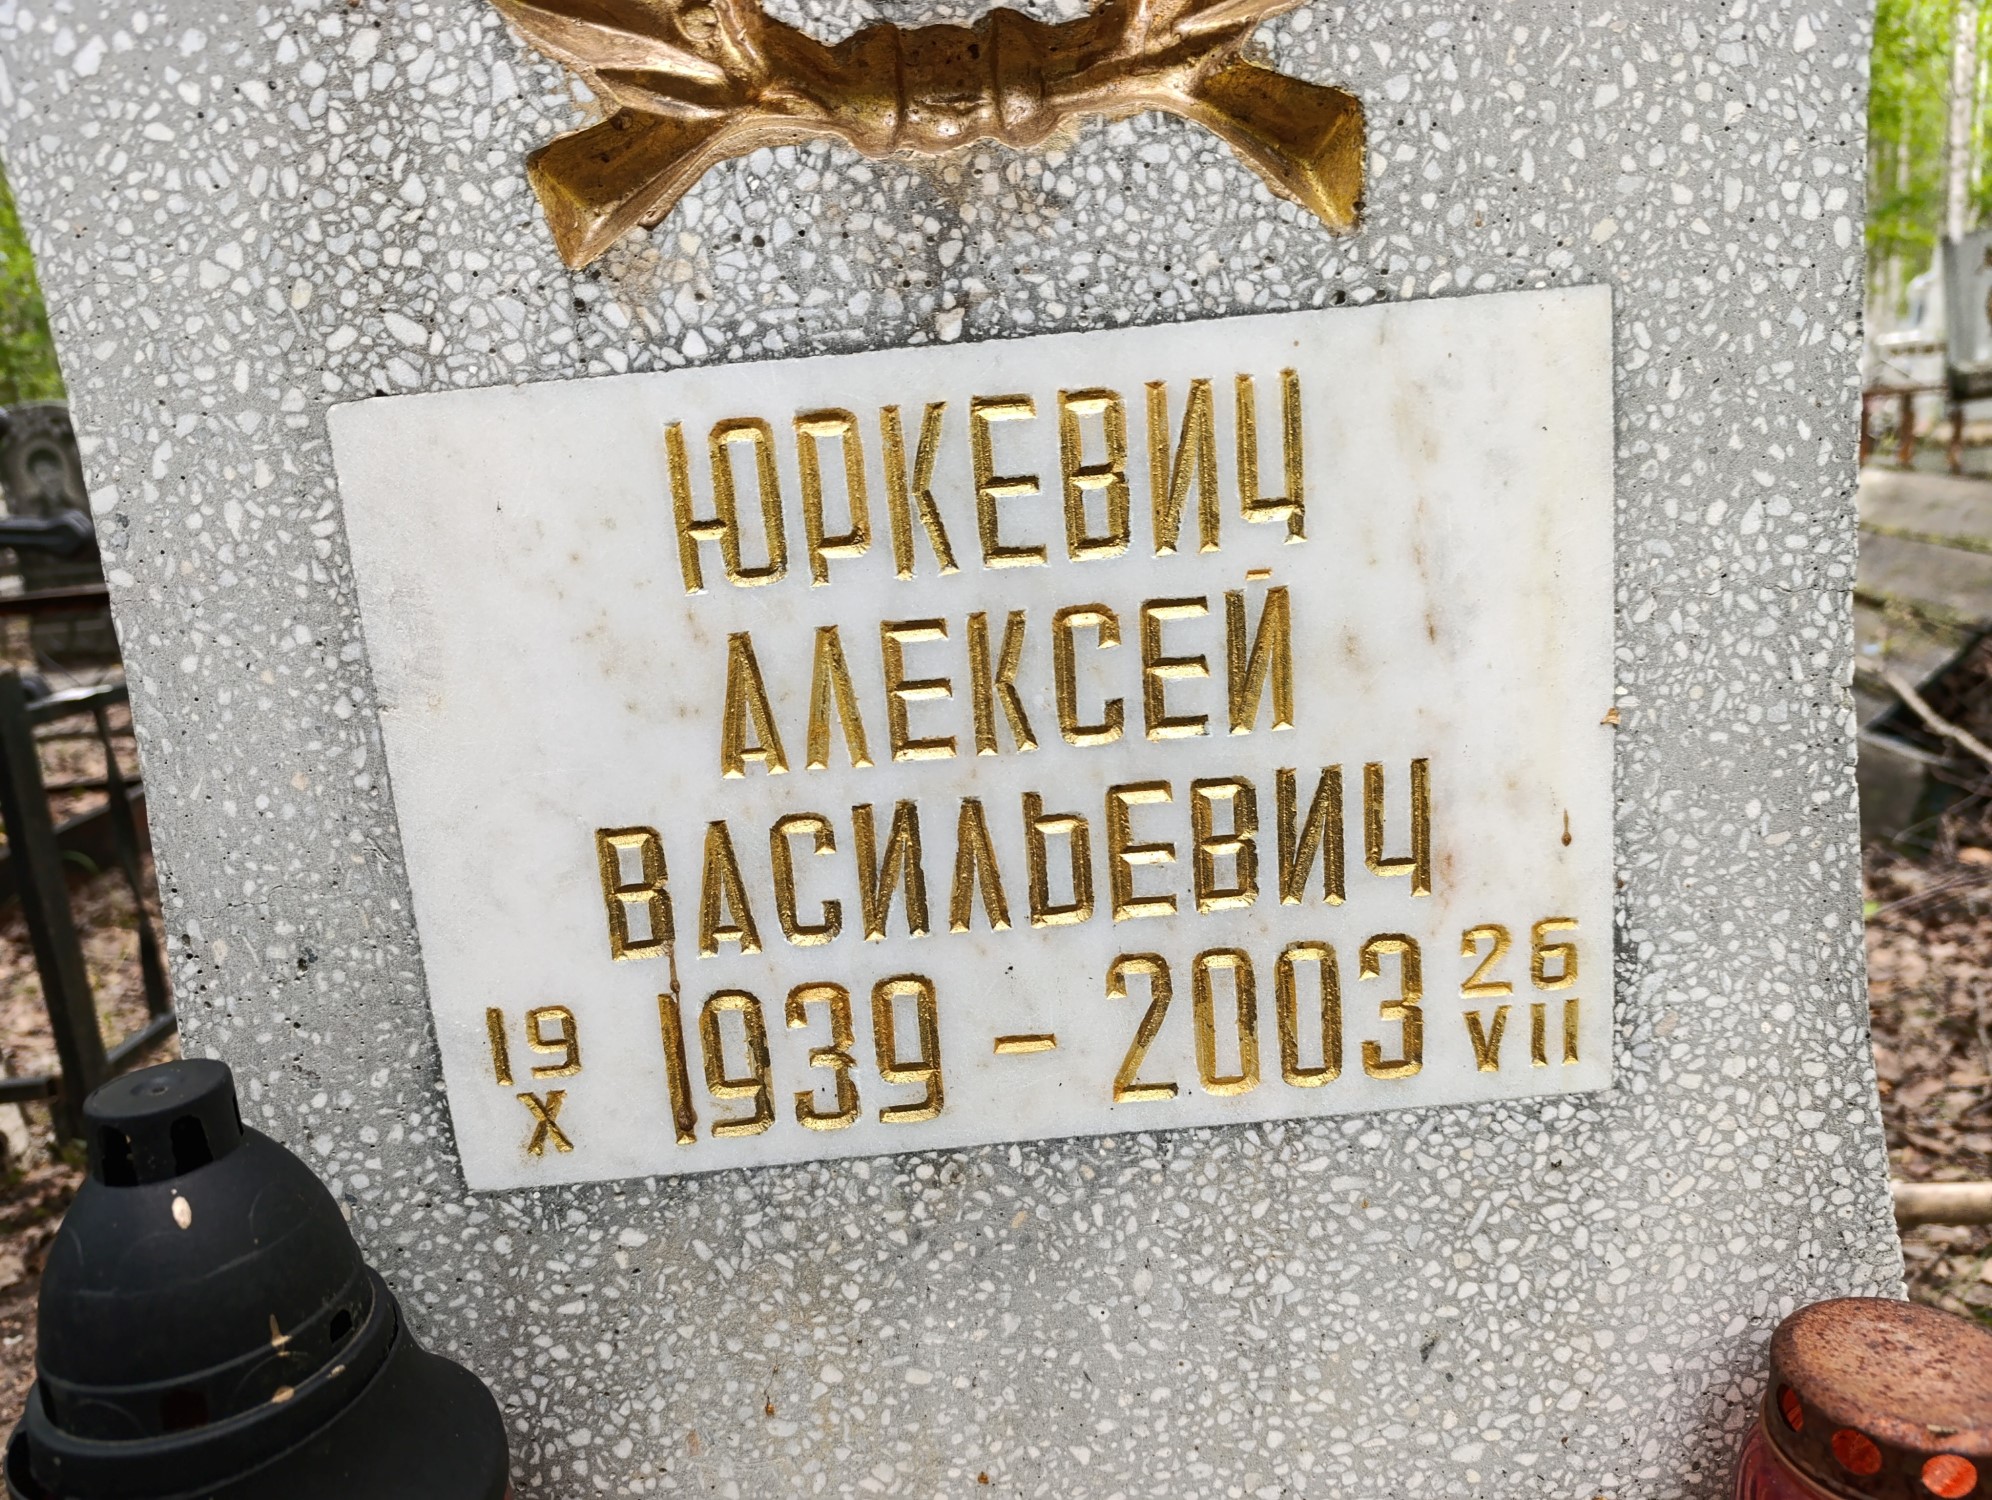 ЮРКЕВИЧ
АЛЕКСЕЙ
ВАСИЛЬЕВИЧ
19 X 1939 - 2003 26 VII